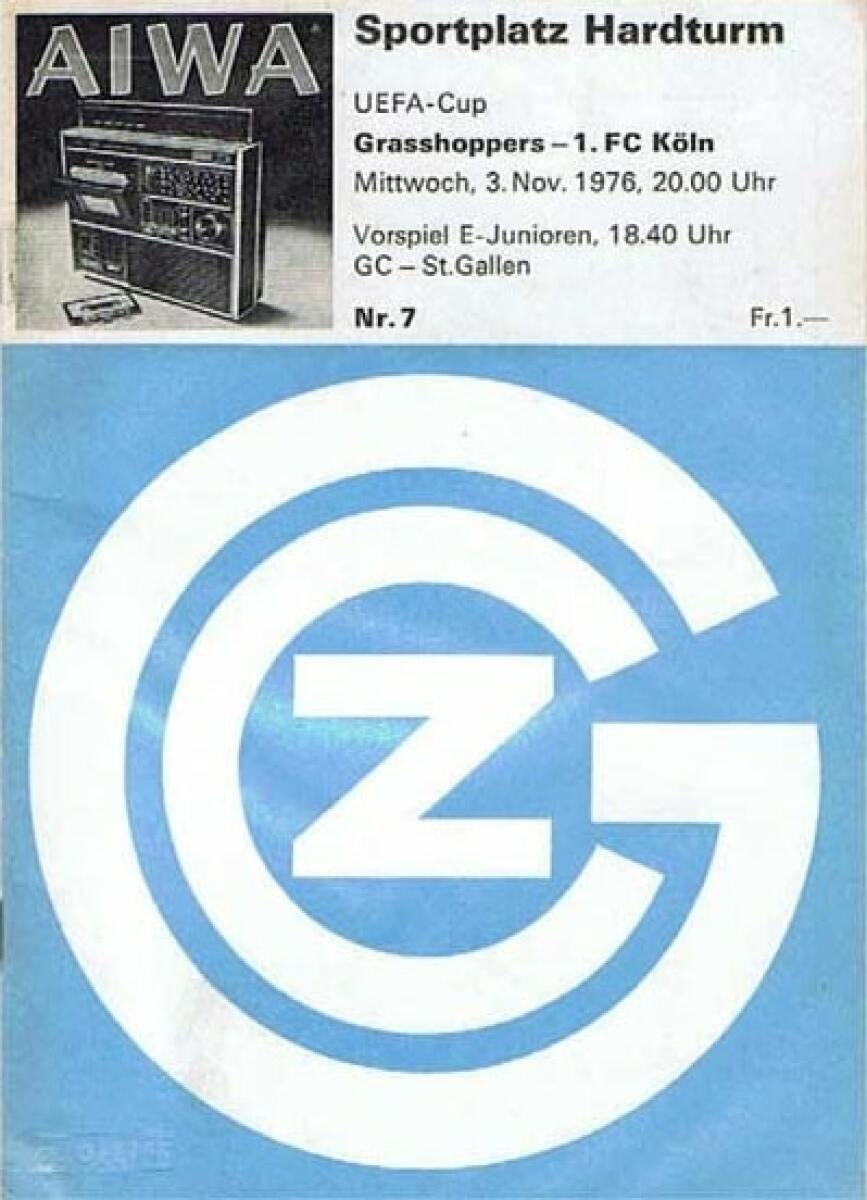 AIWA
Sportplatz Hardturm
UEFA-Cup
Grasshoppers – 1. FC Köln
Mittwoch, 3. Nov. 1976, 20.00 Uhr
Vorspiel E-Junioren, 18.40 Uhr
GC – St.Gallen
Nr. 7
Fr. 1.—
GCZ